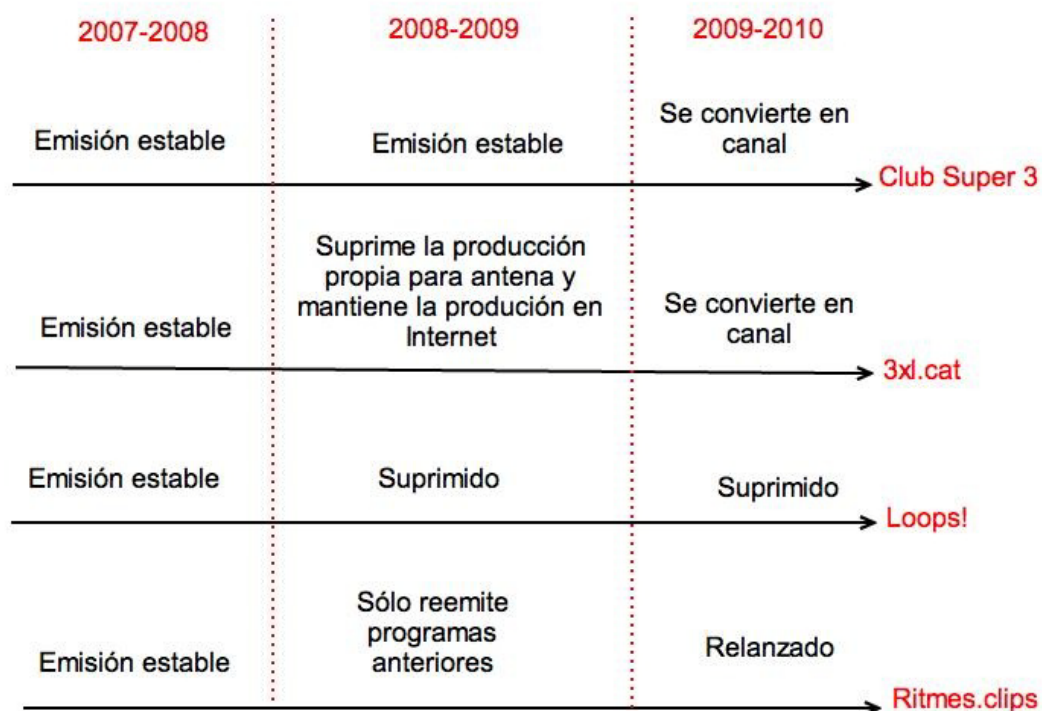 2007-2008
2008-2009
2009-2010
Emisión estable
Emisión estable
Se convierte en
canal
Club Super 3
Emisión estable
Suprime la producción
propia para antena y
mantiene la produción en
Internet
Se convierte en
canal
3xl.cat
Emisión estable
Suprimido
Suprimido
Loops!
Emisión estable
Sólo reemite
programas
anteriores
Relanzado
Ritmes.clips